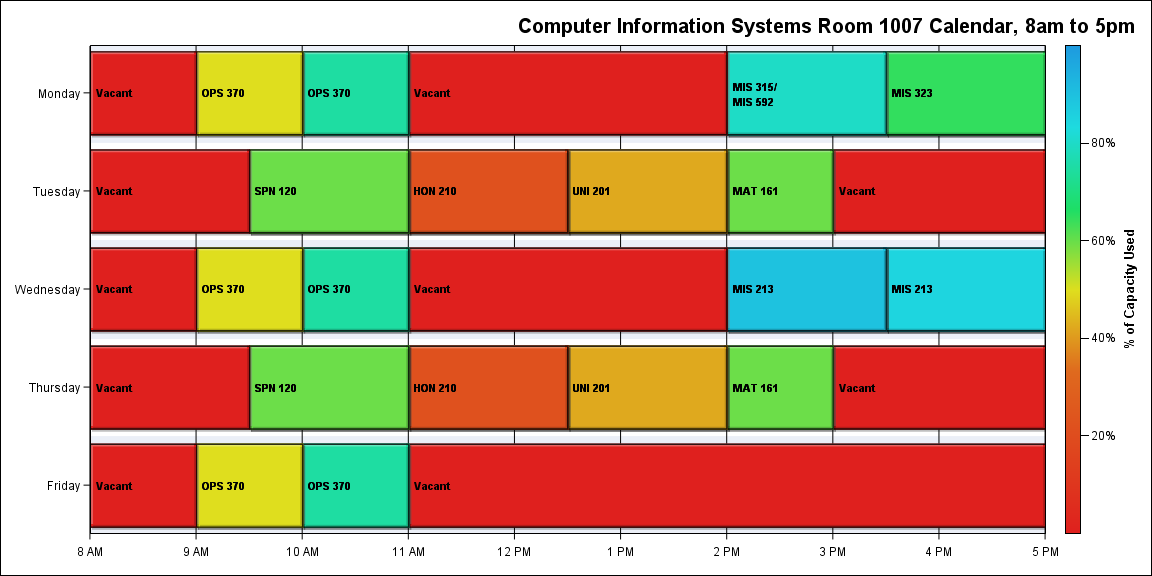 Computer Information Systems Room 1007 Calendar, 8am to 5pm
Monday
Vacant
OPS 370
OPS 370
Vacant
MIS 315/
MIS 592
MIS 323
Tuesday
Vacant
SPN 120
HON 210
UNI 201
MAT 161
Vacant
Wednesday
Vacant
OPS 370
OPS 370
Vacant
MIS 213
MIS 213
Thursday
Vacant
SPN 120
HON 210
UNI 201
MAT 161
Vacant
Friday
Vacant
OPS 370
OPS 370
Vacant
8 AM
9 AM
10 AM
11 AM
12 PM
1 PM
2 PM
3 PM
4 PM
5 PM
80%
60%
40%
20%
% of Capacity Used